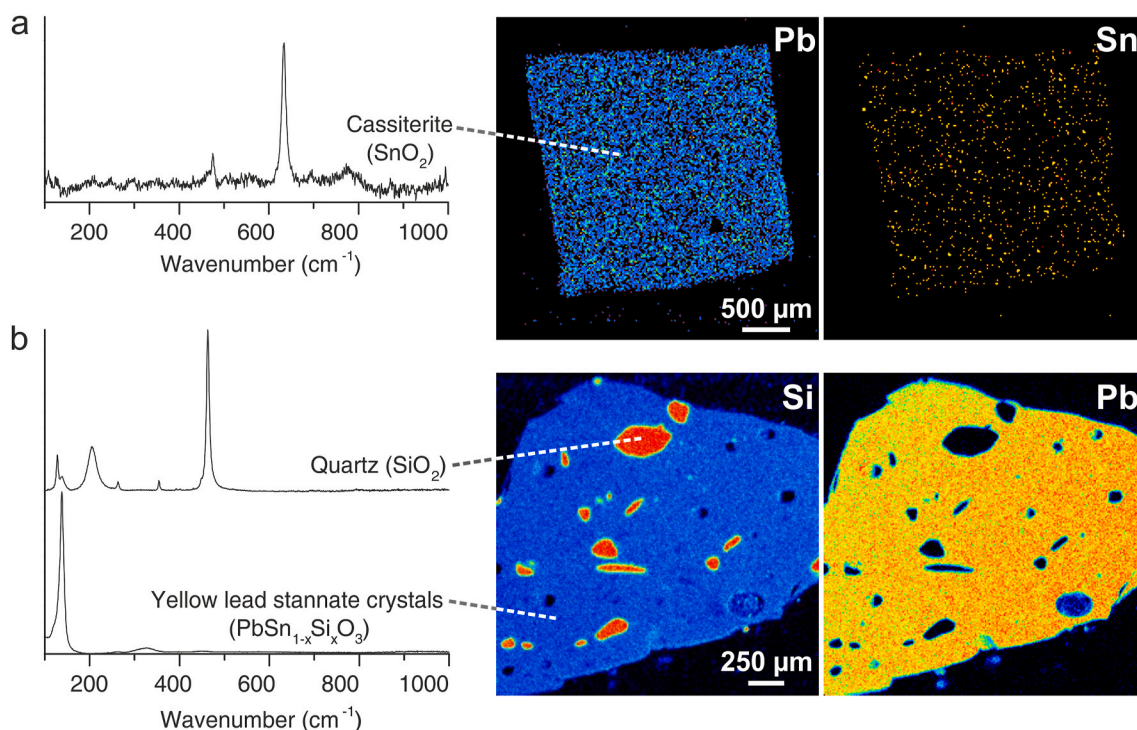 a
Cassiterite
(SnO₂)
200 400 600 800 1000
Wavenumber (cm⁻¹)
Pb
500 µm
Sn
b
Quartz (SiO₂)
Yellow lead stannate crystals
(PbSn₁₋ₓSiₓO₃)
200 400 600 800 1000
Wavenumber (cm⁻¹)
Si
250 µm
Pb